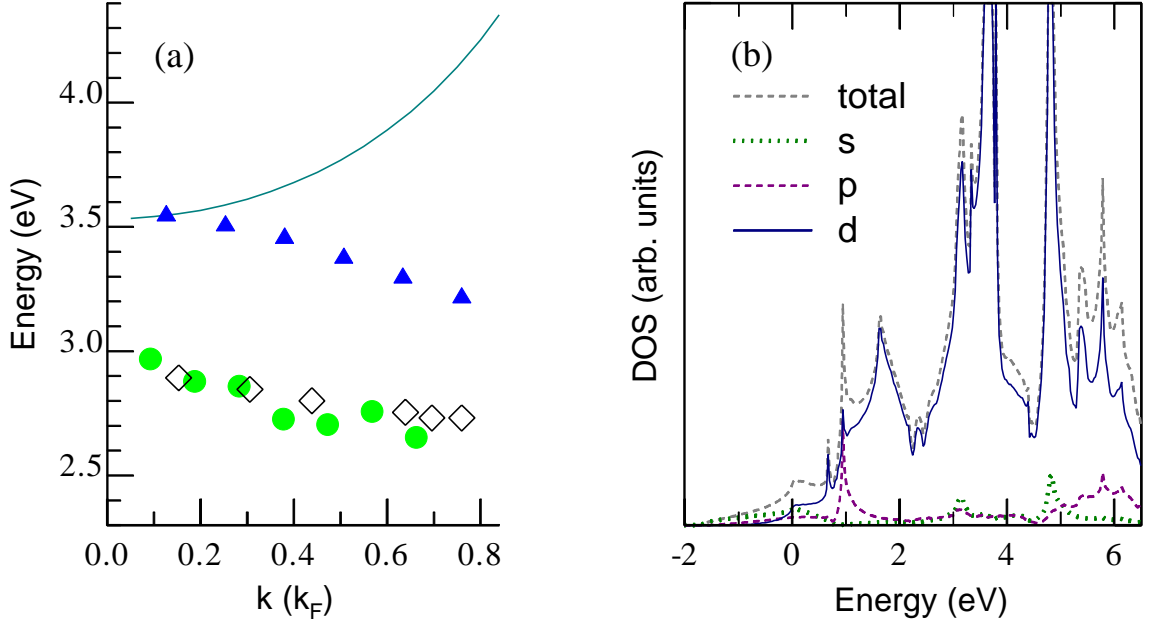 (a)
4.0
3.5
3.0
2.5
Energy (eV)
0.0 0.2 0.4 0.6 0.8
k (k_F)
(b)
total
s
p
d
DOS (arb. units)
-2 0 2 4 6
Energy (eV)